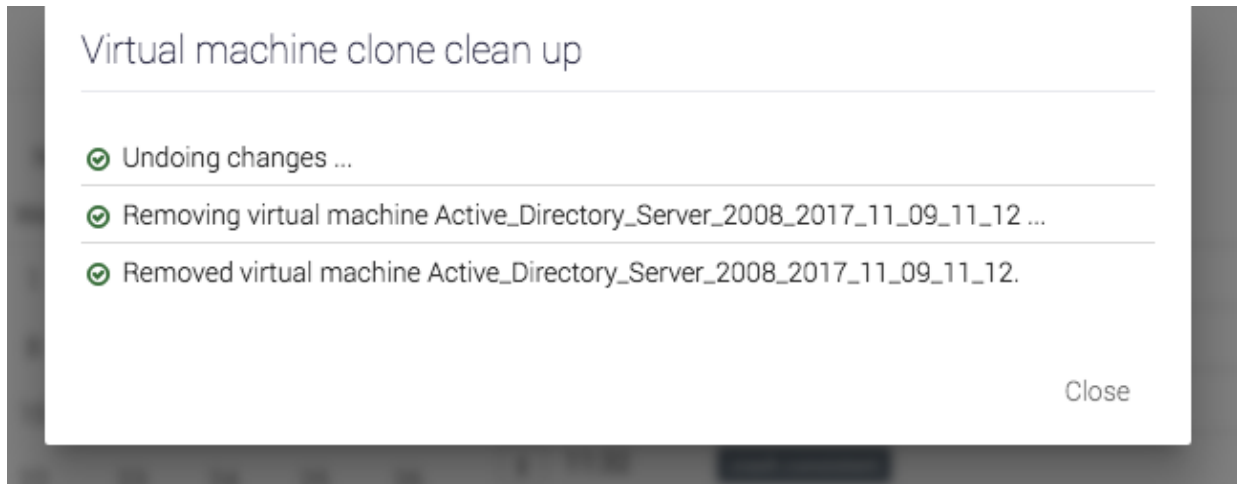 Virtual machine clone clean up
Undoing changes ...
Removing virtual machine Active_Directory_Server_2008_2017_11_09_11_12 ...
Removed virtual machine Active_Directory_Server_2008_2017_11_09_11_12.
Close